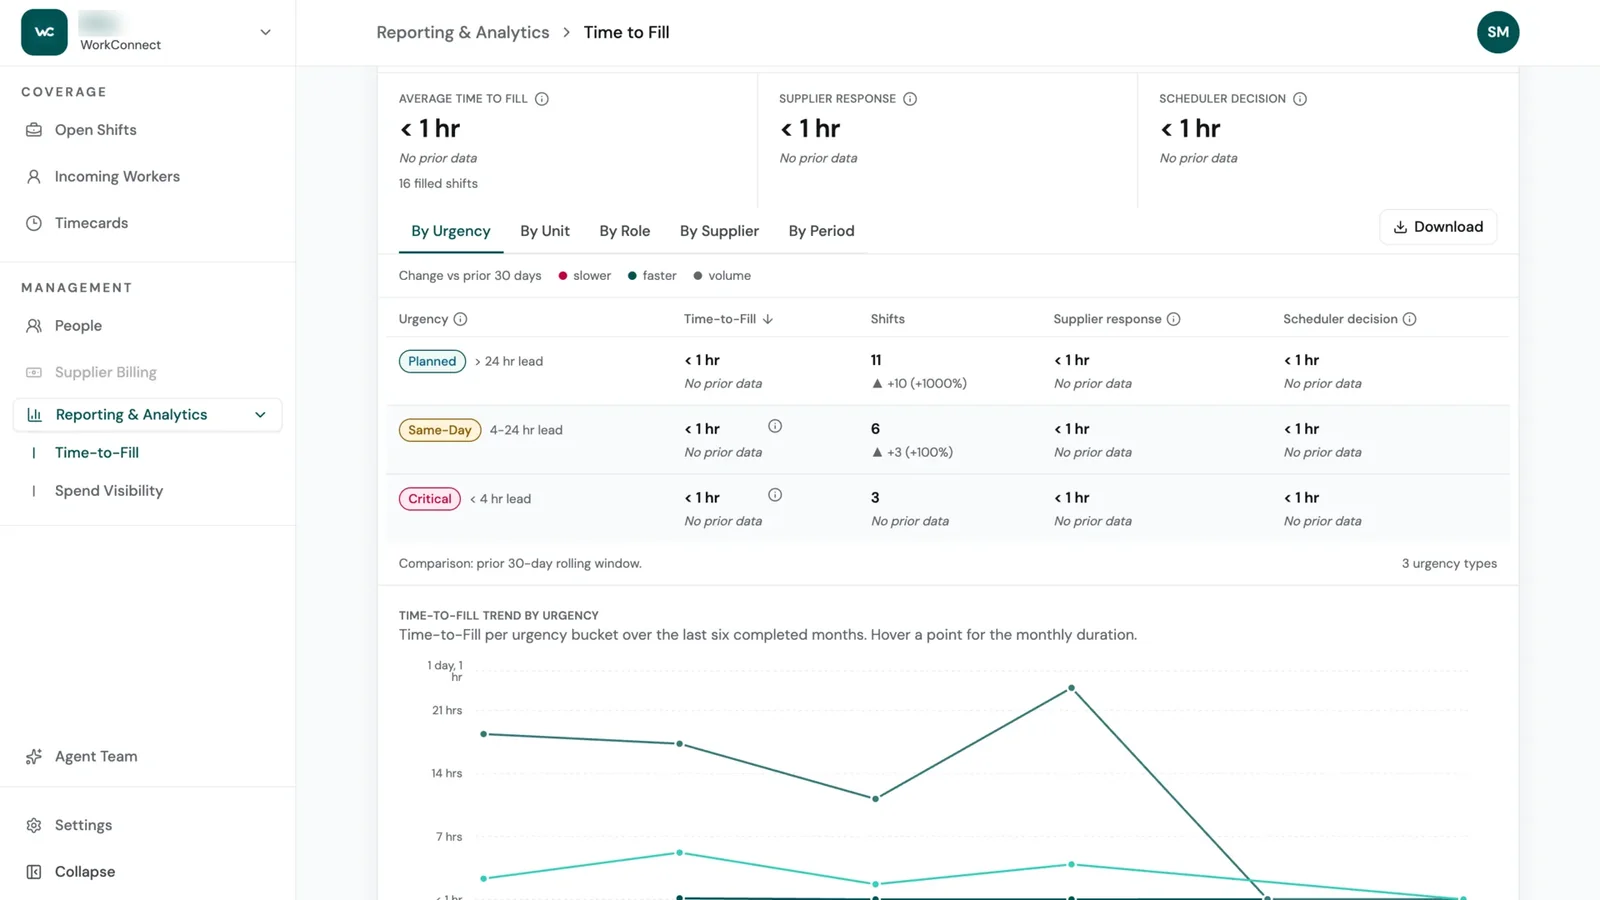 WC
WorkConnect
Reporting & Analytics > Time to Fill
SM
COVERAGE
Open Shifts
Incoming Workers
Timecards
MANAGEMENT
People
Supplier Billing
Reporting & Analytics
Time-to-Fill
Spend Visibility
Agent Team
Settings
Collapse
AVERAGE TIME TO FILL
< 1 hr
No prior data
16 filled shifts
SUPPLIER RESPONSE
< 1 hr
No prior data
SCHEDULER DECISION
< 1 hr
No prior data
By Urgency By Unit By Role By Supplier By Period
Download
Change vs prior 30 days slower faster volume
Urgency Time-to-Fill ↓ Shifts Supplier response Scheduler decision
Planned > 24 hr lead < 1 hr 11 < 1 hr < 1 hr
No prior data ▲ +10 (+1000%) No prior data No prior data
Same-Day 4-24 hr lead < 1 hr 6 < 1 hr < 1 hr
No prior data ▲ +3 (+100%) No prior data No prior data
Critical < 4 hr lead < 1 hr 3 < 1 hr < 1 hr
No prior data No prior data No prior data No prior data
Comparison: prior 30-day rolling window. 3 urgency types
TIME-TO-FILL TREND BY URGENCY
Time-to-Fill per urgency bucket over the last six completed months. Hover a point for the monthly duration.
1 day, 1
hr
21 hrs
14 hrs
7 hrs
< 1 hr